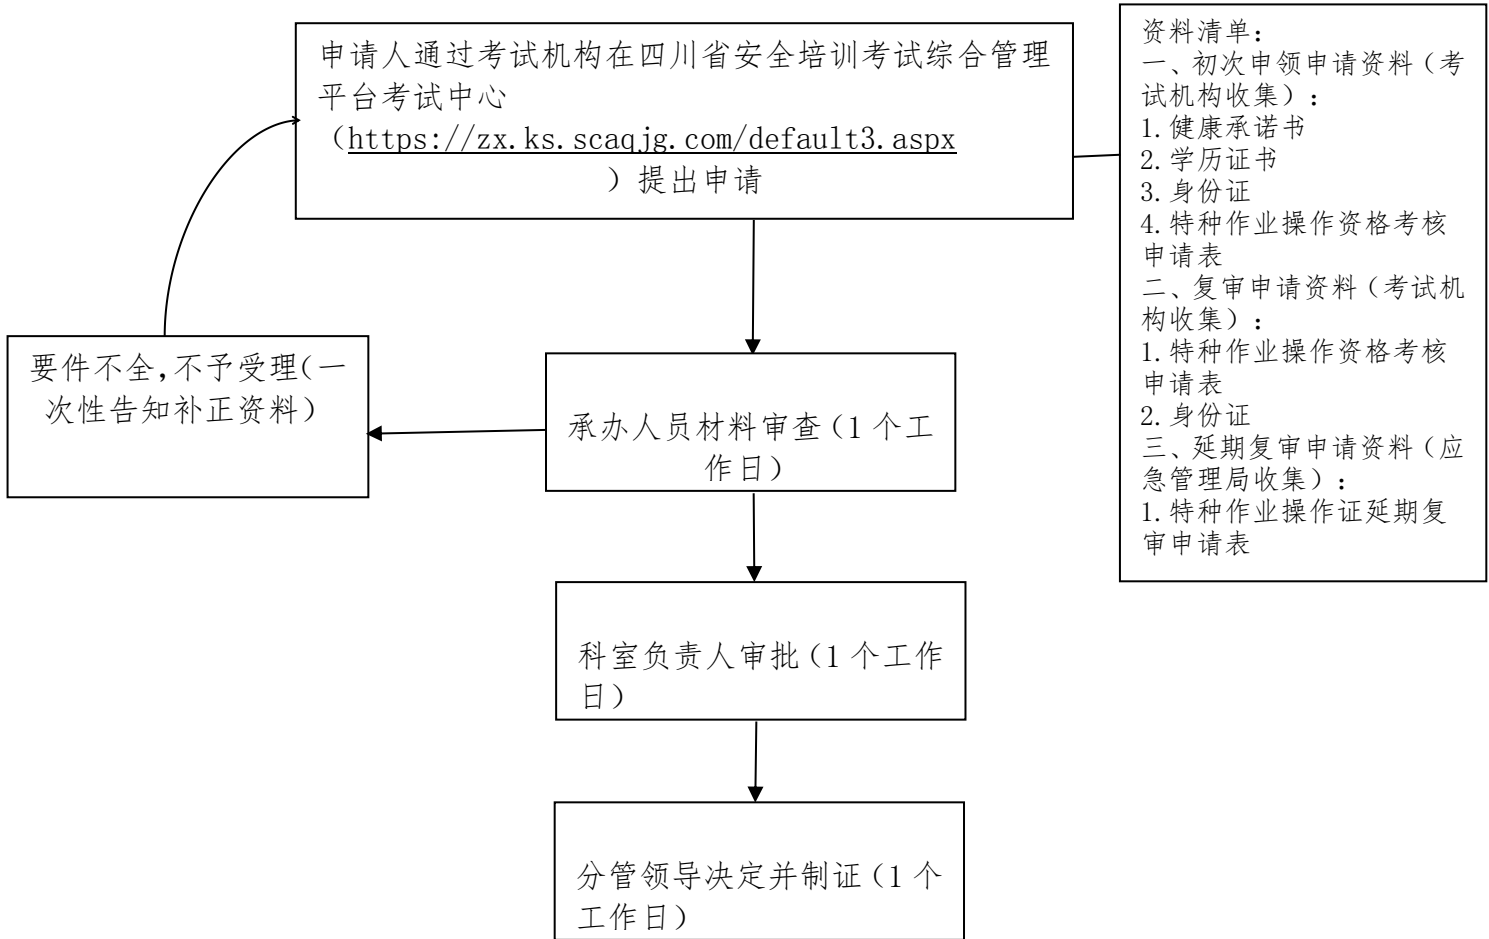 申请人通过考试机构在四川省安全培训考试综合管理
平台考试中心
（https://zx.ks.scaqjg.com/default3.aspx
）提出申请
资料清单：
一、初次申领申请资料（考
试机构收集）：
1.健康承诺书
2.学历证书
3.身份证
4.特种作业操作资格考核
申请表
二、复审申请资料（考试机
构收集）：
1.特种作业操作资格考核
申请表
2.身份证
三、延期复审申请资料（应
急管理局收集）：
1.特种作业操作证延期复
审申请表
要件不全,不予受理(一
次性告知补正资料）
承办人员材料审查（1个工
作日）
科室负责人审批（1个工作
日）
分管领导决定并制证（1个
工作日）